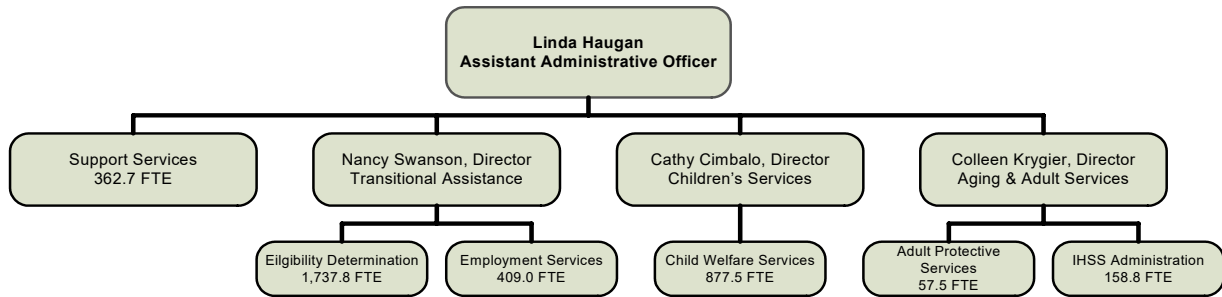 Linda Haugan
Assistant Administrative Officer
Support Services
362.7 FTE
Nancy Swanson, Director
Transitional Assistance
Cathy Cimbalo, Director
Children's Services
Colleen Krygier, Director
Aging & Adult Services
Eilgibility Determination
1,737.8 FTE
Employment Services
409.0 FTE
Child Welfare Services
877.5 FTE
Adult Protective
Services
57.5 FTE
IHSS Administration
158.8 FTE